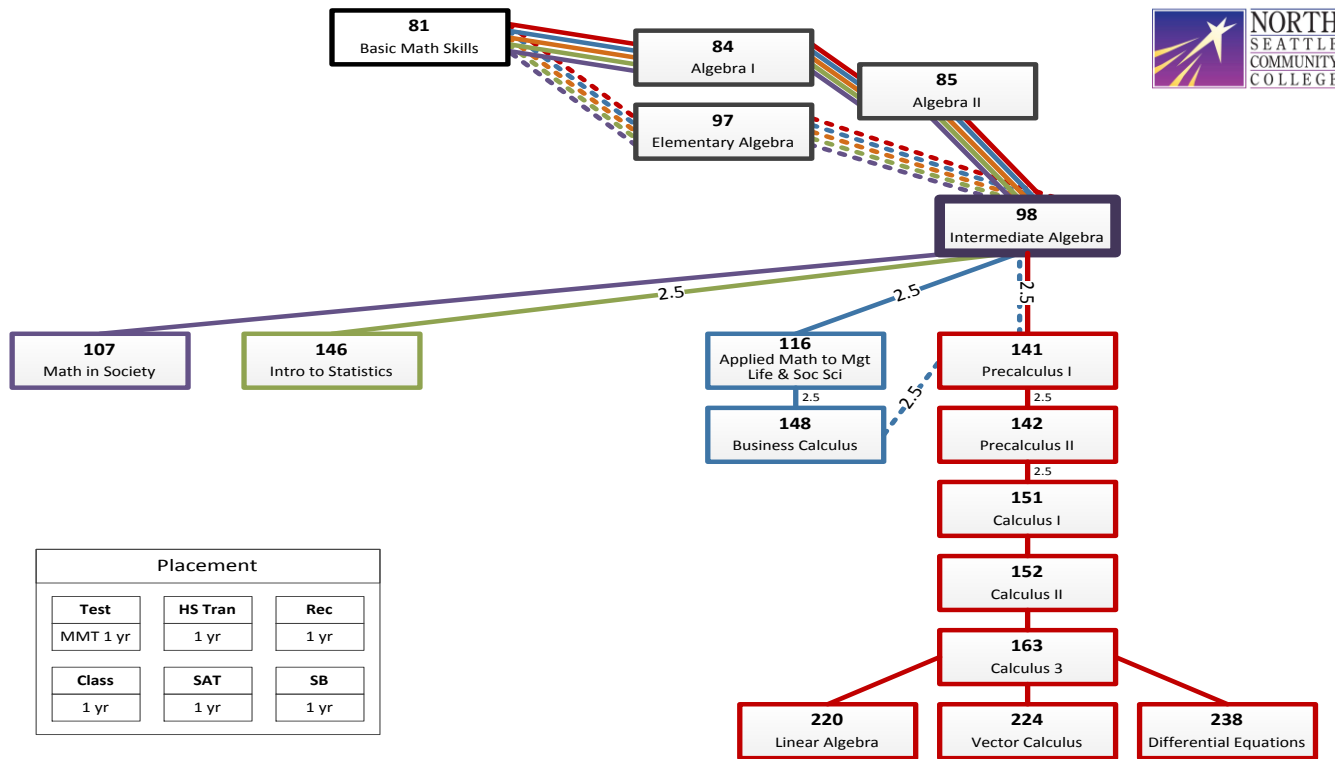 81
Basic Math Skills
84
Algebra I
85
Algebra II
97
Elementary Algebra
NORTH
SEATTLE
COMMUNITY
COLLEGE
98
Intermediate Algebra
2.5
2.5
2.5
107
Math in Society
146
Intro to Statistics
116
Applied Math to Mgt
Life & Soc Sci
141
Precalculus I
2.5
2.5
2.5
148
Business Calculus
142
Precalculus II
2.5
151
Calculus I
152
Calculus II
163
Calculus 3
220
Linear Algebra
224
Vector Calculus
238
Differential Equations
Placement
Test
MMT 1 yr
HS Tran
1 yr
Rec
1 yr
Class
1 yr
SAT
1 yr
SB
1 yr